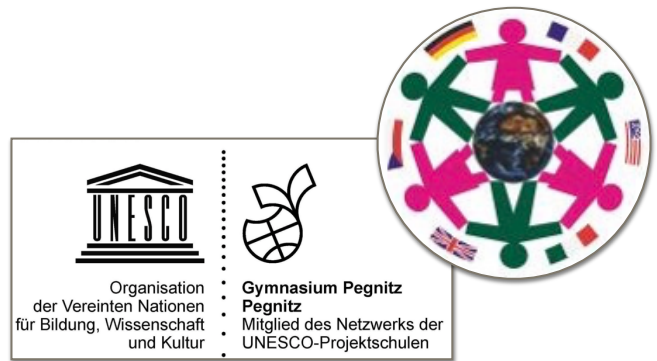 UNESCO
Organisation
der Vereinten Nationen
für Bildung, Wissenschaft
und Kultur
Gymnasium Pegnitz
Pegnitz
Mitglied des Netzwerks der
UNESCO-Projektschulen